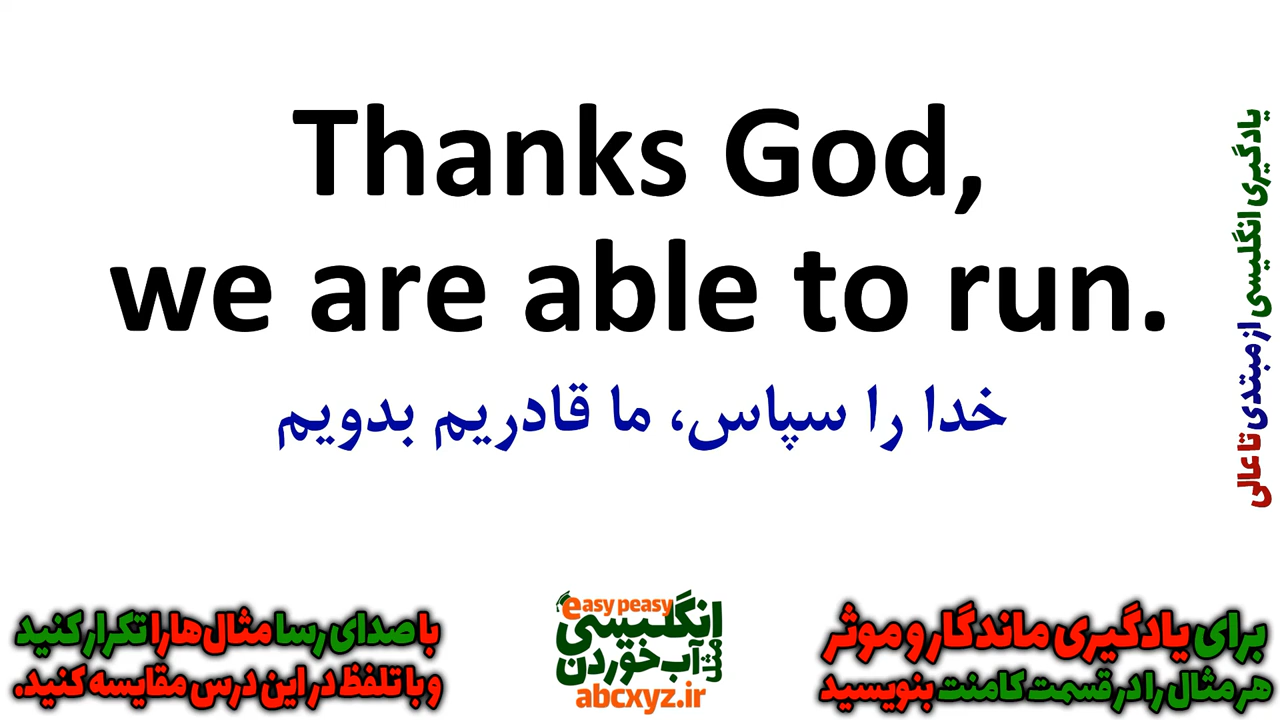 Thanks God,
we are able to run.
خدا را سپاس، ما قادریم بدویم
یادگیری انگلیسی از مبتدی تا عالی
با صدای رسا مثال‌ها را تکرار کنید
و با تلفظ در این درس مقایسه کنید.
easy peasy
انگلیسی
مثل
آب خوردن
abcxyz.ir
برای یادگیری ماندگار و موثر
هر مثال را در قسمت کامنت بنویسید